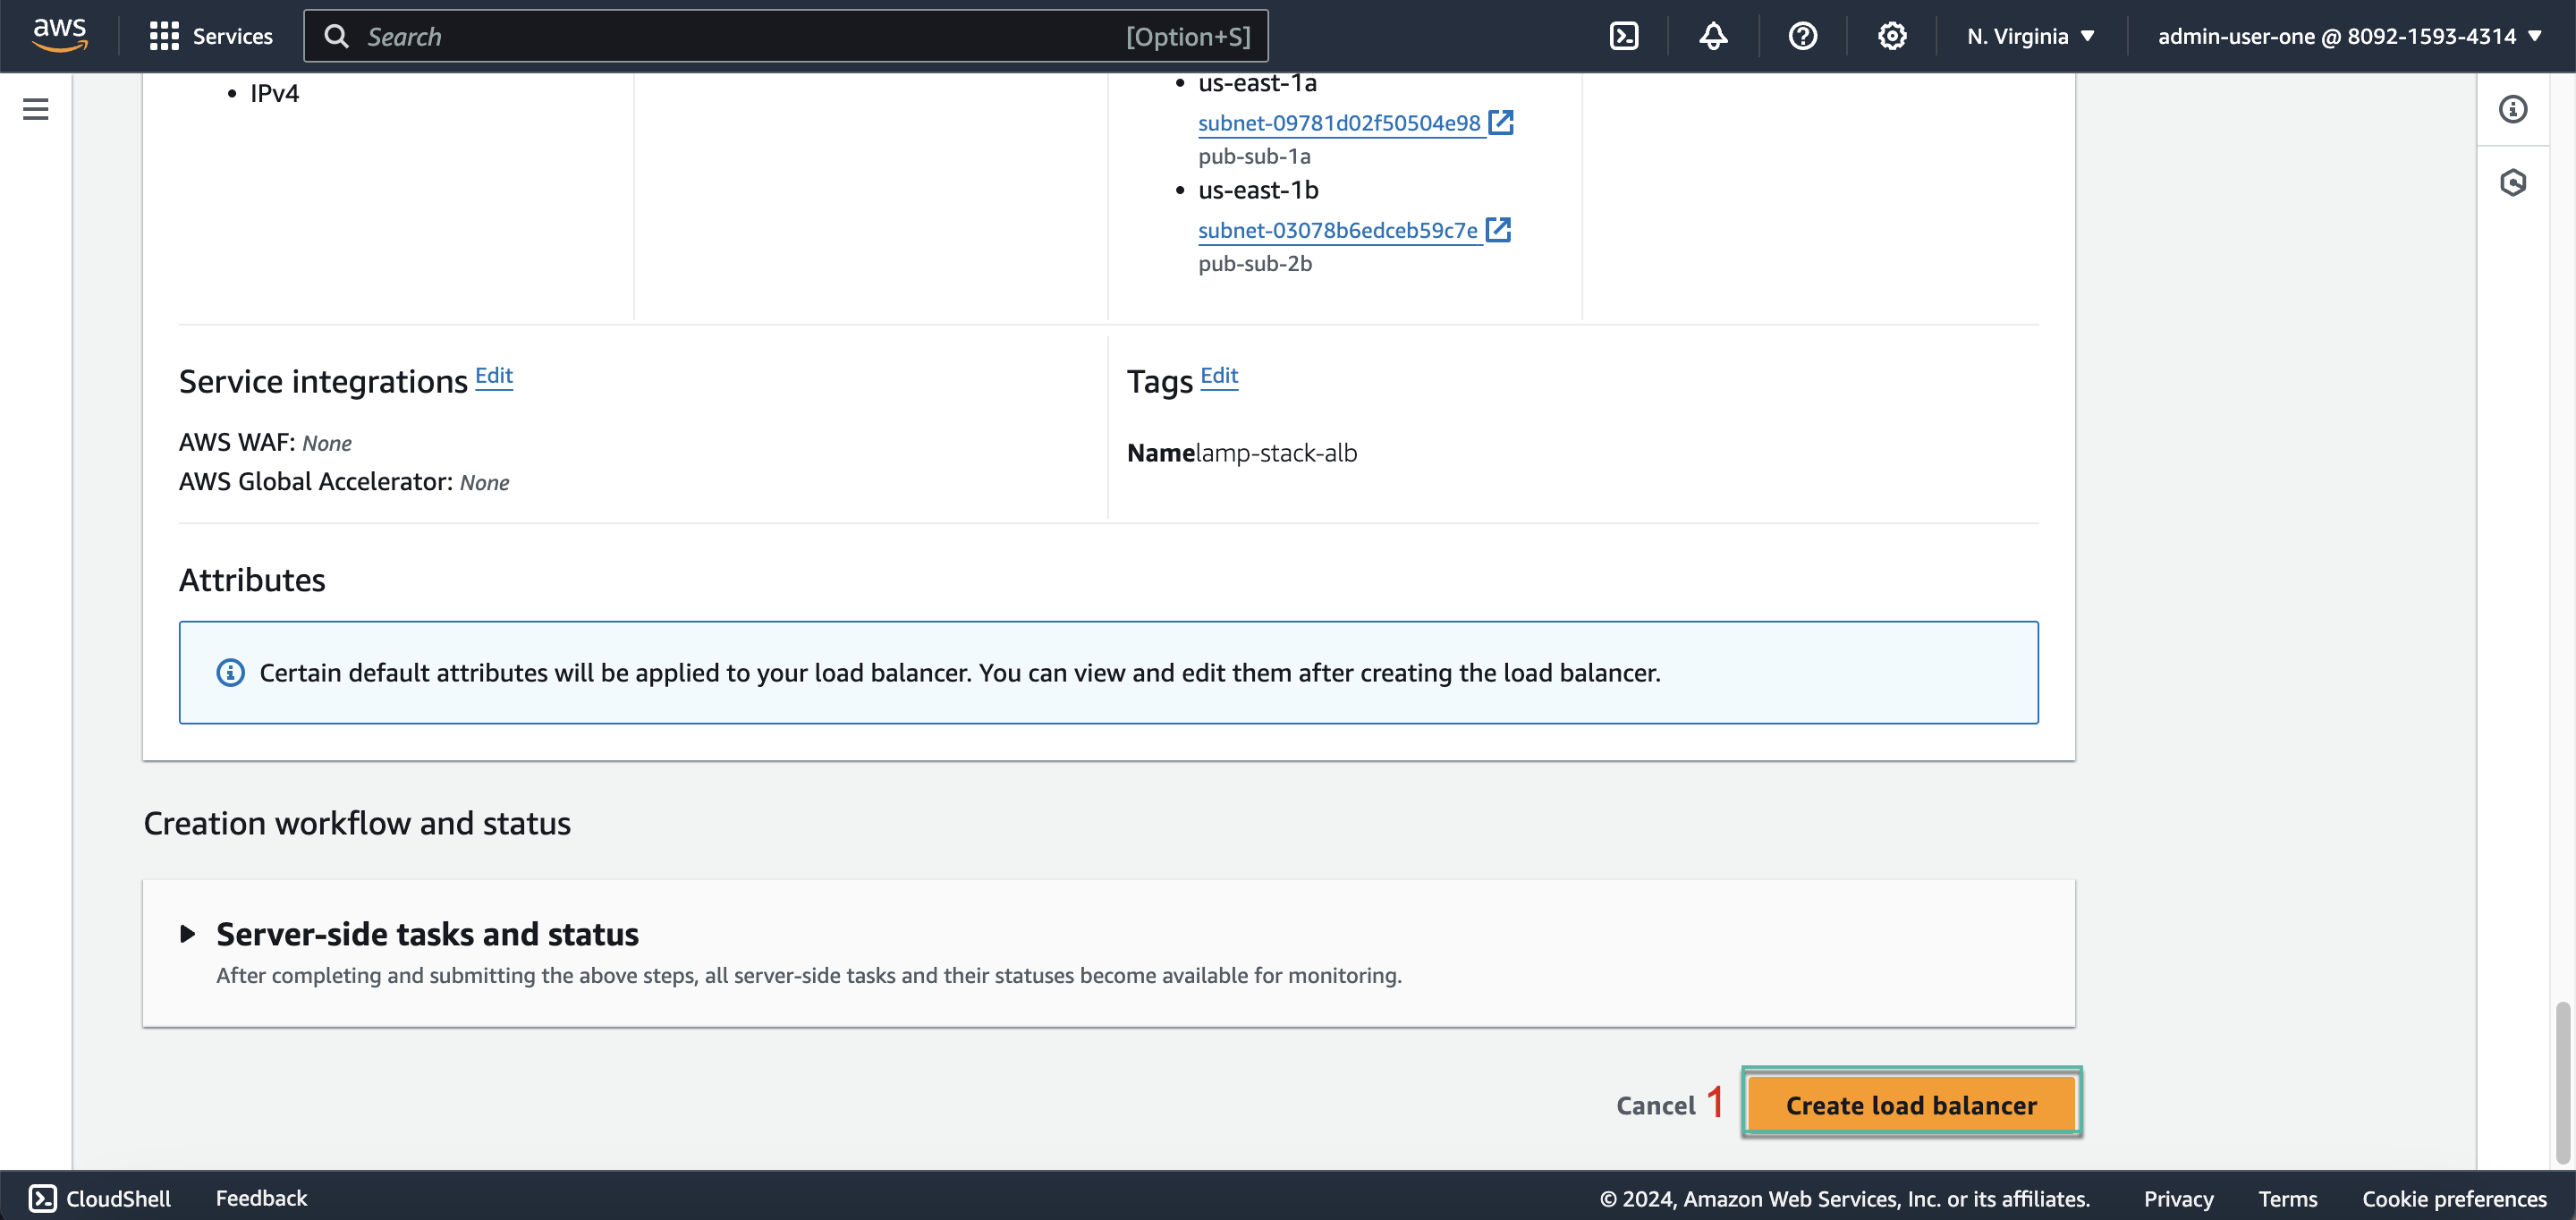 aws Services Search [Option+S] N. Virginia ▼ admin-user-one @ 8092-1593-4314 ▼
• IPv4
• us-east-1a
subnet-09781d02f50504e98
pub-sub-1a
• us-east-1b
subnet-03078b6edceb59c7e
pub-sub-2b
Service integrations Edit
AWS WAF: None
AWS Global Accelerator: None
Tags Edit
Namelamp-stack-alb
Attributes
Certain default attributes will be applied to your load balancer. You can view and edit them after creating the load balancer.
Creation workflow and status
Server-side tasks and status
After completing and submitting the above steps, all server-side tasks and their statuses become available for monitoring.
Cancel 1 Create load balancer
CloudShell Feedback © 2024, Amazon Web Services, Inc. or its affiliates. Privacy Terms Cookie preferences